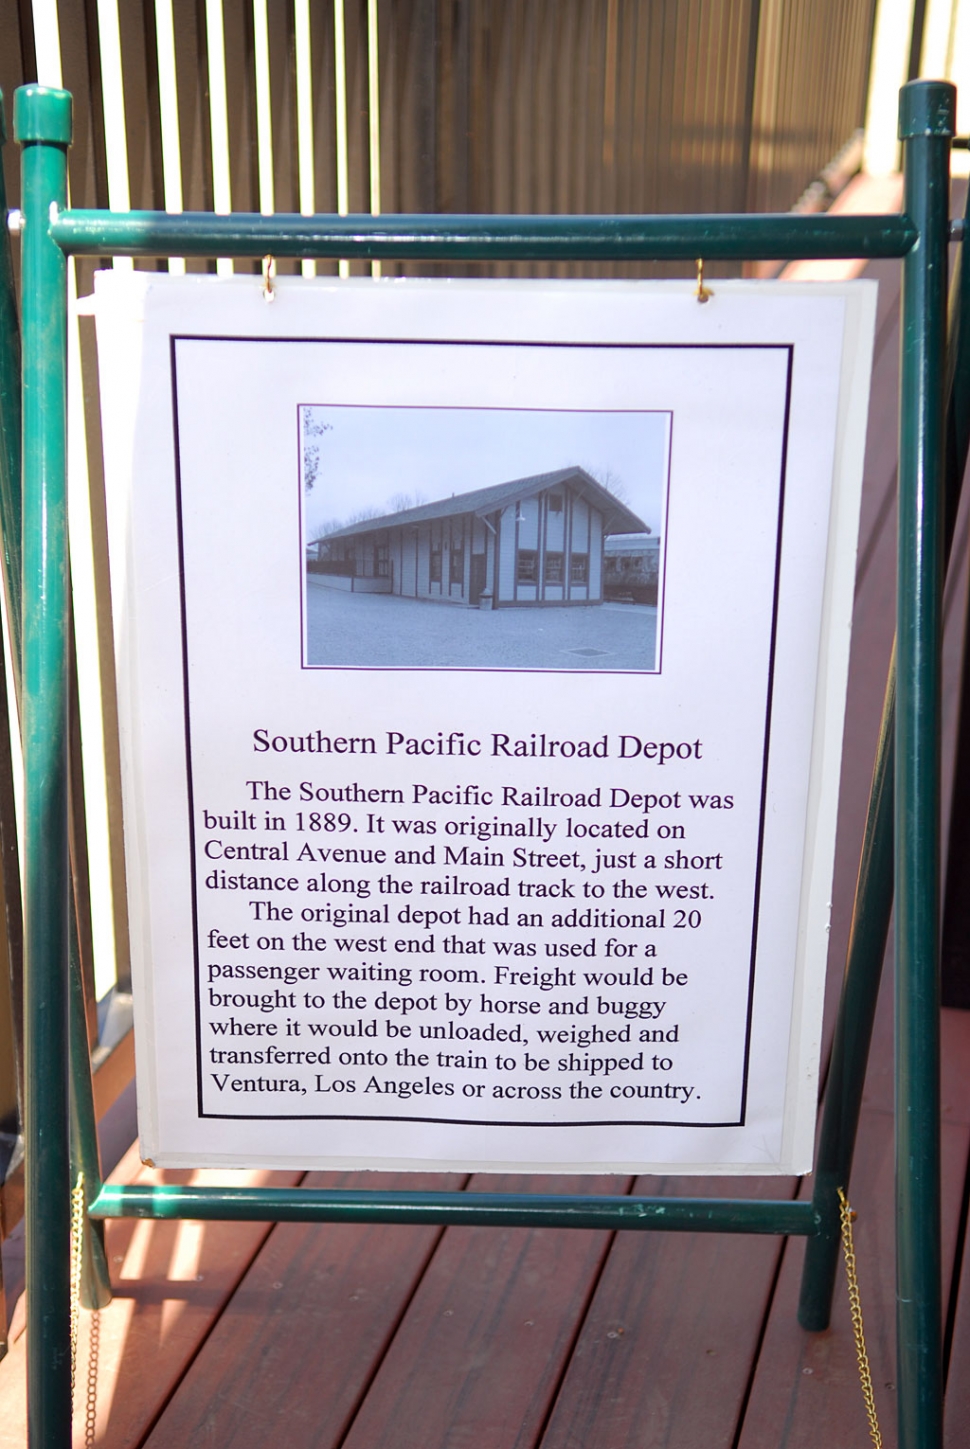 Southern Pacific Railroad Depot
The Southern Pacific Railroad Depot was
built in 1889. It was originally located on
Central Avenue and Main Street, just a short
distance along the railroad track to the west.
The original depot had an additional 20
feet on the west end that was used for a
passenger waiting room. Freight would be
brought to the depot by horse and buggy
where it would be unloaded, weighed and
transferred onto the train to be shipped to
Ventura, Los Angeles or across the country.